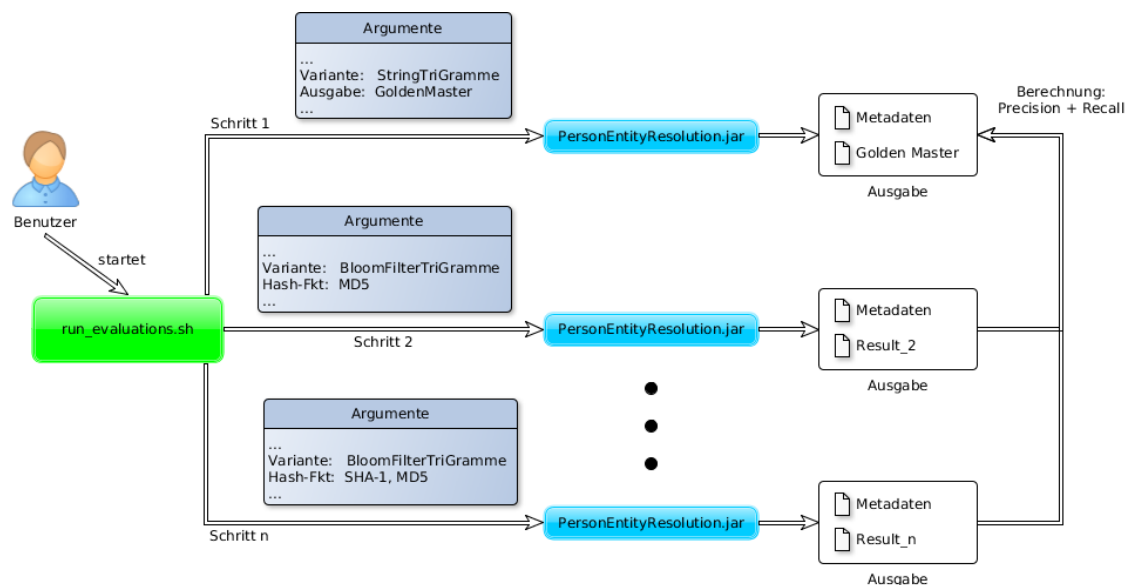 Argumente
...
Variante: StringTriGramme
Ausgabe: GoldenMaster
...
Schritt 1
PersonEntityResolution.jar
Metadaten
Golden Master
Ausgabe
Berechnung:
Precision + Recall
Benutzer
startet
run_evaluations.sh
Argumente
...
Variante: BloomFilterTriGramme
Hash-Fkt: MD5
...
Schritt 2
PersonEntityResolution.jar
Metadaten
Result_2
Ausgabe
Argumente
...
Variante: BloomFilterTriGramme
Hash-Fkt: SHA-1, MD5
...
Schritt n
PersonEntityResolution.jar
Metadaten
Result_n
Ausgabe